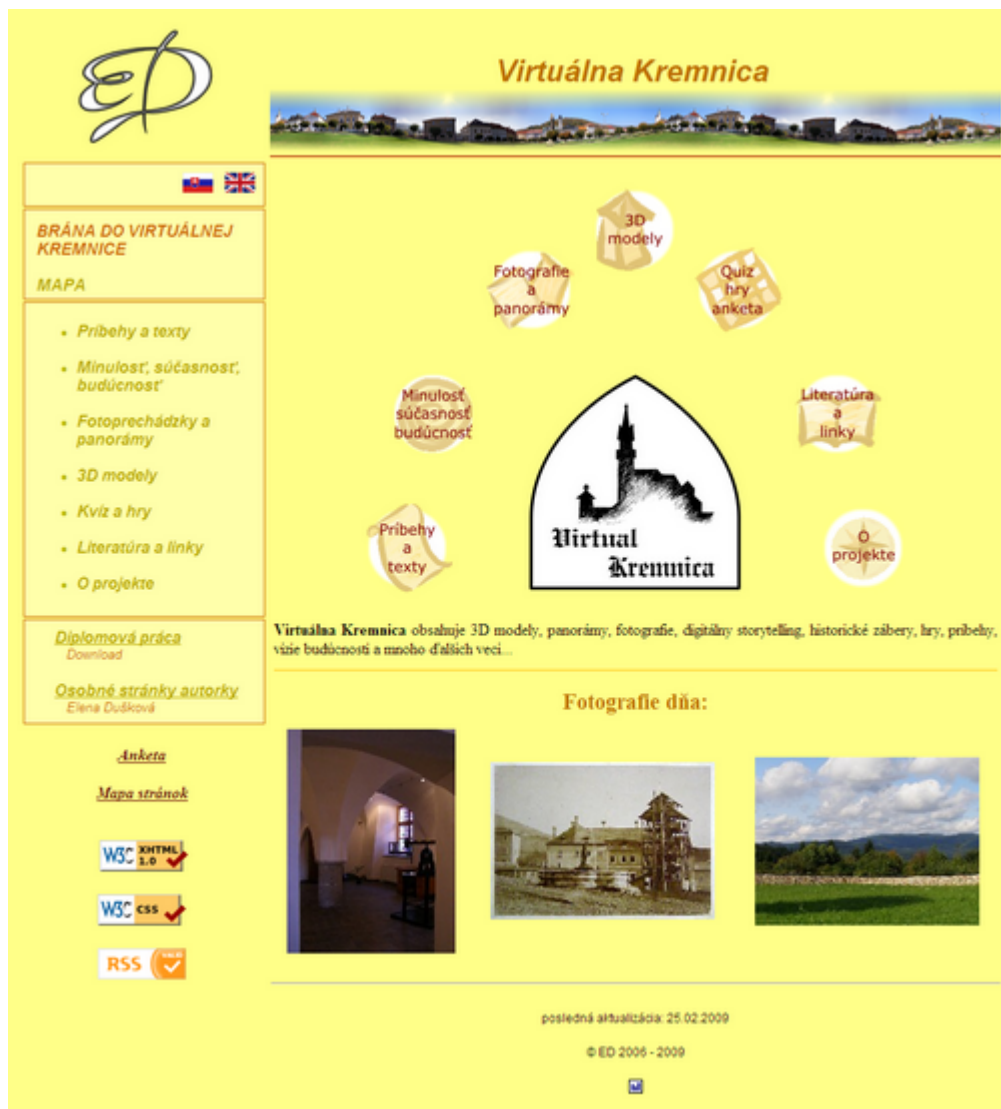 ED
Virtuálna Kremnica
BRÁNA DO VIRTUÁLNEJ
KREMNICE
MAPA
Príbehy a texty
Minulosť, súčasnosť,
budúcnosť
Fotoprechádzky a
panorámy
3D modely
Kvíz a hry
Literatúra a linky
O projekte
Diplomová práca
Download
Osobné stránky autorky
Elena Dušková
Anketa
Mapa stránok
W3C XHTML
1.0
W3C css
RSS VALID
3D
modely
Fotografie
a
panorámy
Quiz
hry
anketa
Minulosť
súčasnosť
budúcnosť
Literatúra
a
linky
Príbehy
a
texty
O
projekte
Virtual
Kremnica
Virtuálna Kremnica obsahuje 3D modely, panorámy, fotografie, digitálny storytelling, historické zábery, hry, príbehy,
vízie budúcnosti a mnoho ďalších vecí...
Fotografie dňa:
posledná aktualizácia: 25.02.2009
© ED 2006 - 2009